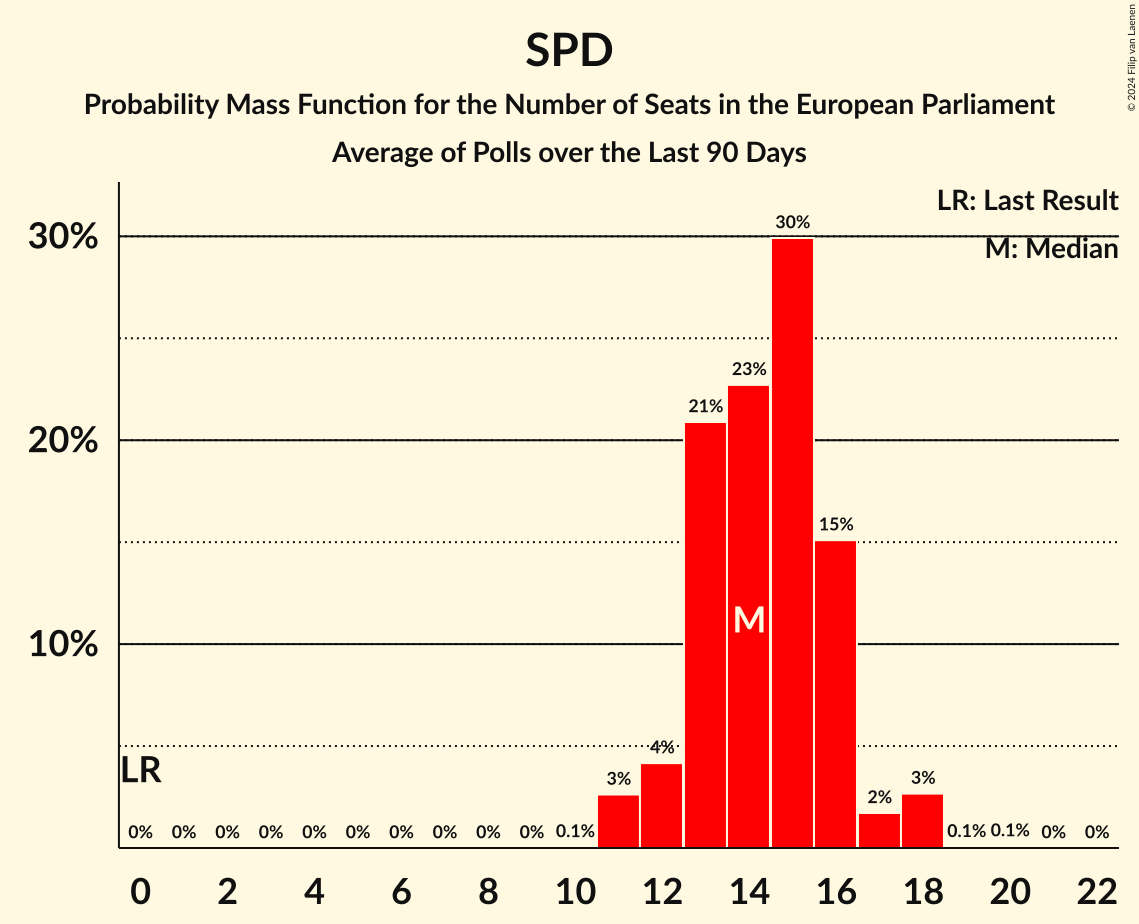 SPD
Probability Mass Function for the Number of Seats in the European Parliament
Average of Polls over the Last 90 Days
© 2024 Filip van Laenen
LR: Last Result
M: Median
30%
20%
10%
30%
23%
21%
15%
M
4%
3%
2%
3%
LR
0% 0% 0% 0% 0% 0% 0% 0% 0% 0% 0.1% 0.1% 0.1% 0% 0%
0 2 4 6 8 10 12 14 16 18 20 22